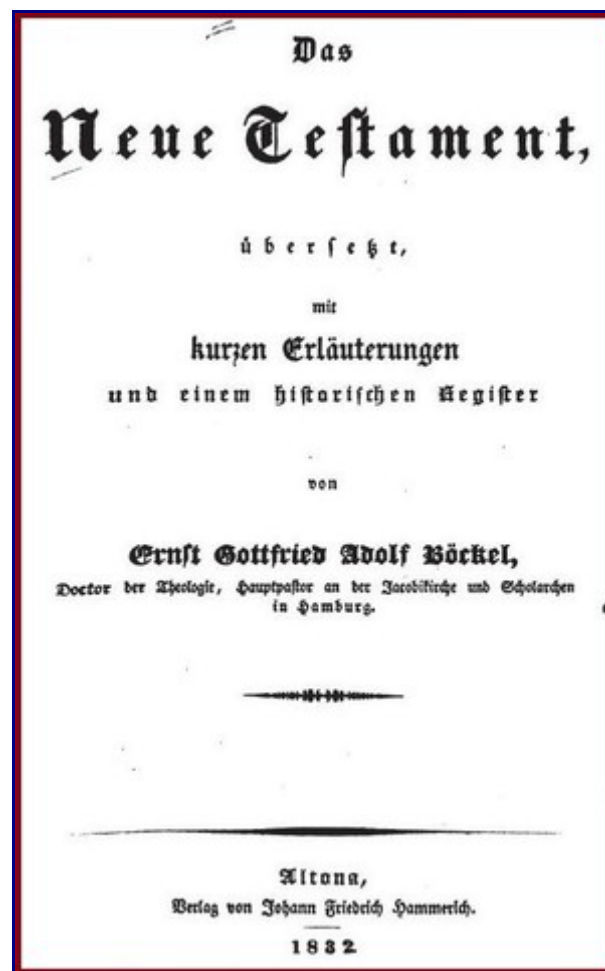 Das
Neue Testament,
übersetzt,
mit
kurzen Erläuterungen
und einem historischen Register
von
Ernst Gottfried Adolf Böckel,
Doctor der Theologie, Hauptpastor an der Jacobikirche und Scholarchen
in Hamburg.
Altona,
Verlag von Johann Friedrich Hammerich.
1832